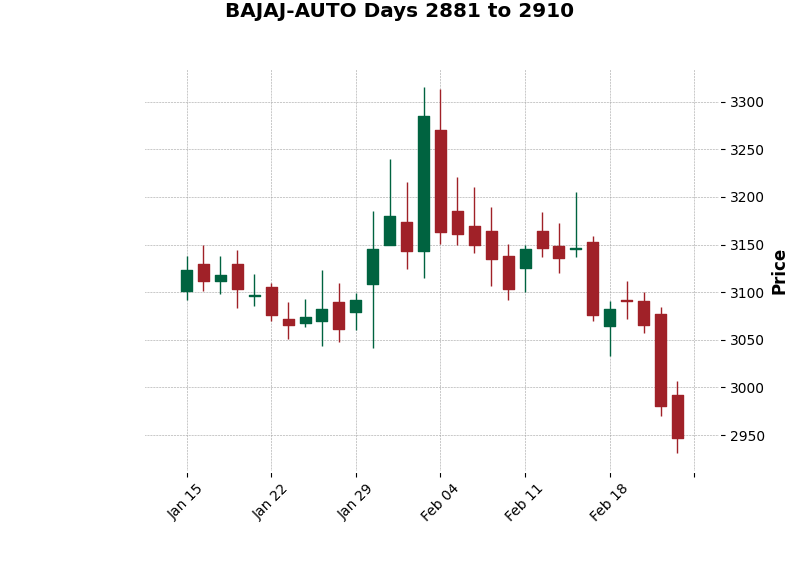 BAJAJ-AUTO Days 2881 to 2910
3300
3250
3200
3150
3100
3050
3000
2950
Price
Jan 15
Jan 22
Jan 29
Feb 04
Feb 11
Feb 18